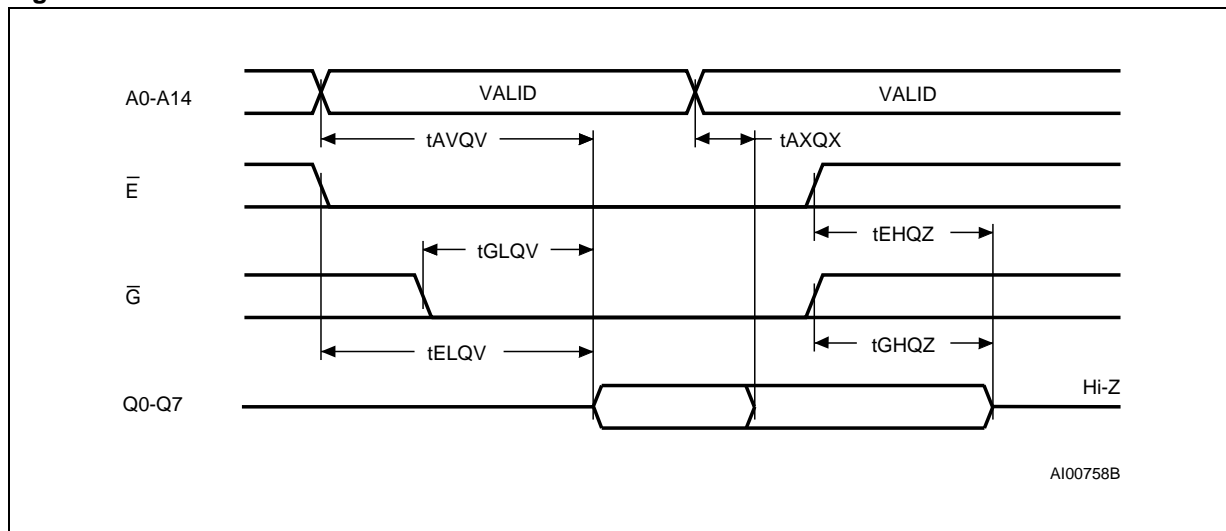 A0-A14
VALID
VALID
tAVQV
tAXQX
E̅
tEHQZ
tGLQV
G̅
tGHQZ
tELQV
Hi-Z
Q0-Q7
AI00758B